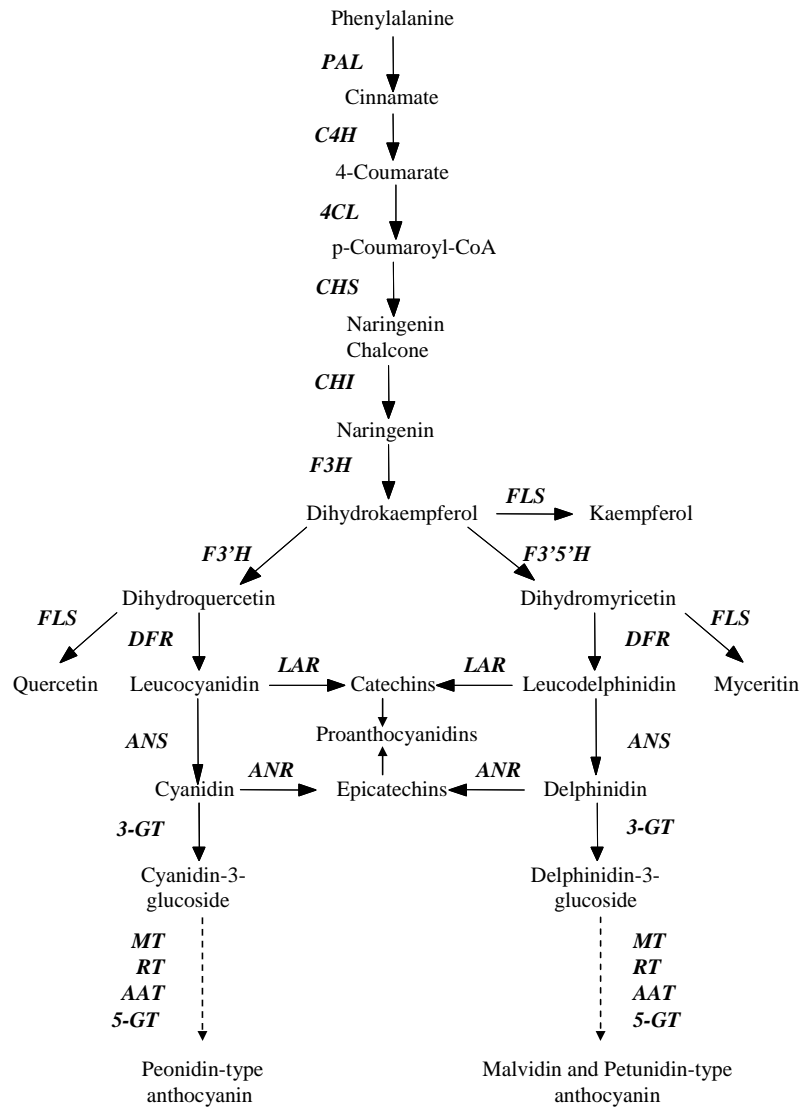 Phenylalanine
PAL
Cinnamate
C4H
4-Coumarate
4CL
p-Coumaroyl-CoA
CHS
Naringenin
Chalcone
CHI
Naringenin
F3H
Dihydrokaempferol
FLS
Kaempferol
F3’H
F3’5’H
Dihydroquercetin
Dihydromyricetin
FLS
DFR
DFR
FLS
Quercetin
Leucocyanidin
LAR
Catechins
LAR
Leucodelphinidin
Myceritin
Proanthocyanidins
ANS
ANS
Cyanidin
ANR
Epicatechins
ANR
Delphinidin
3-GT
3-GT
Cyanidin-3-
glucoside
Delphinidin-3-
glucoside
MT
RT
AAT
5-GT
MT
RT
AAT
5-GT
Peonidin-type
anthocyanin
Malvidin and Petunidin-type
anthocyanin